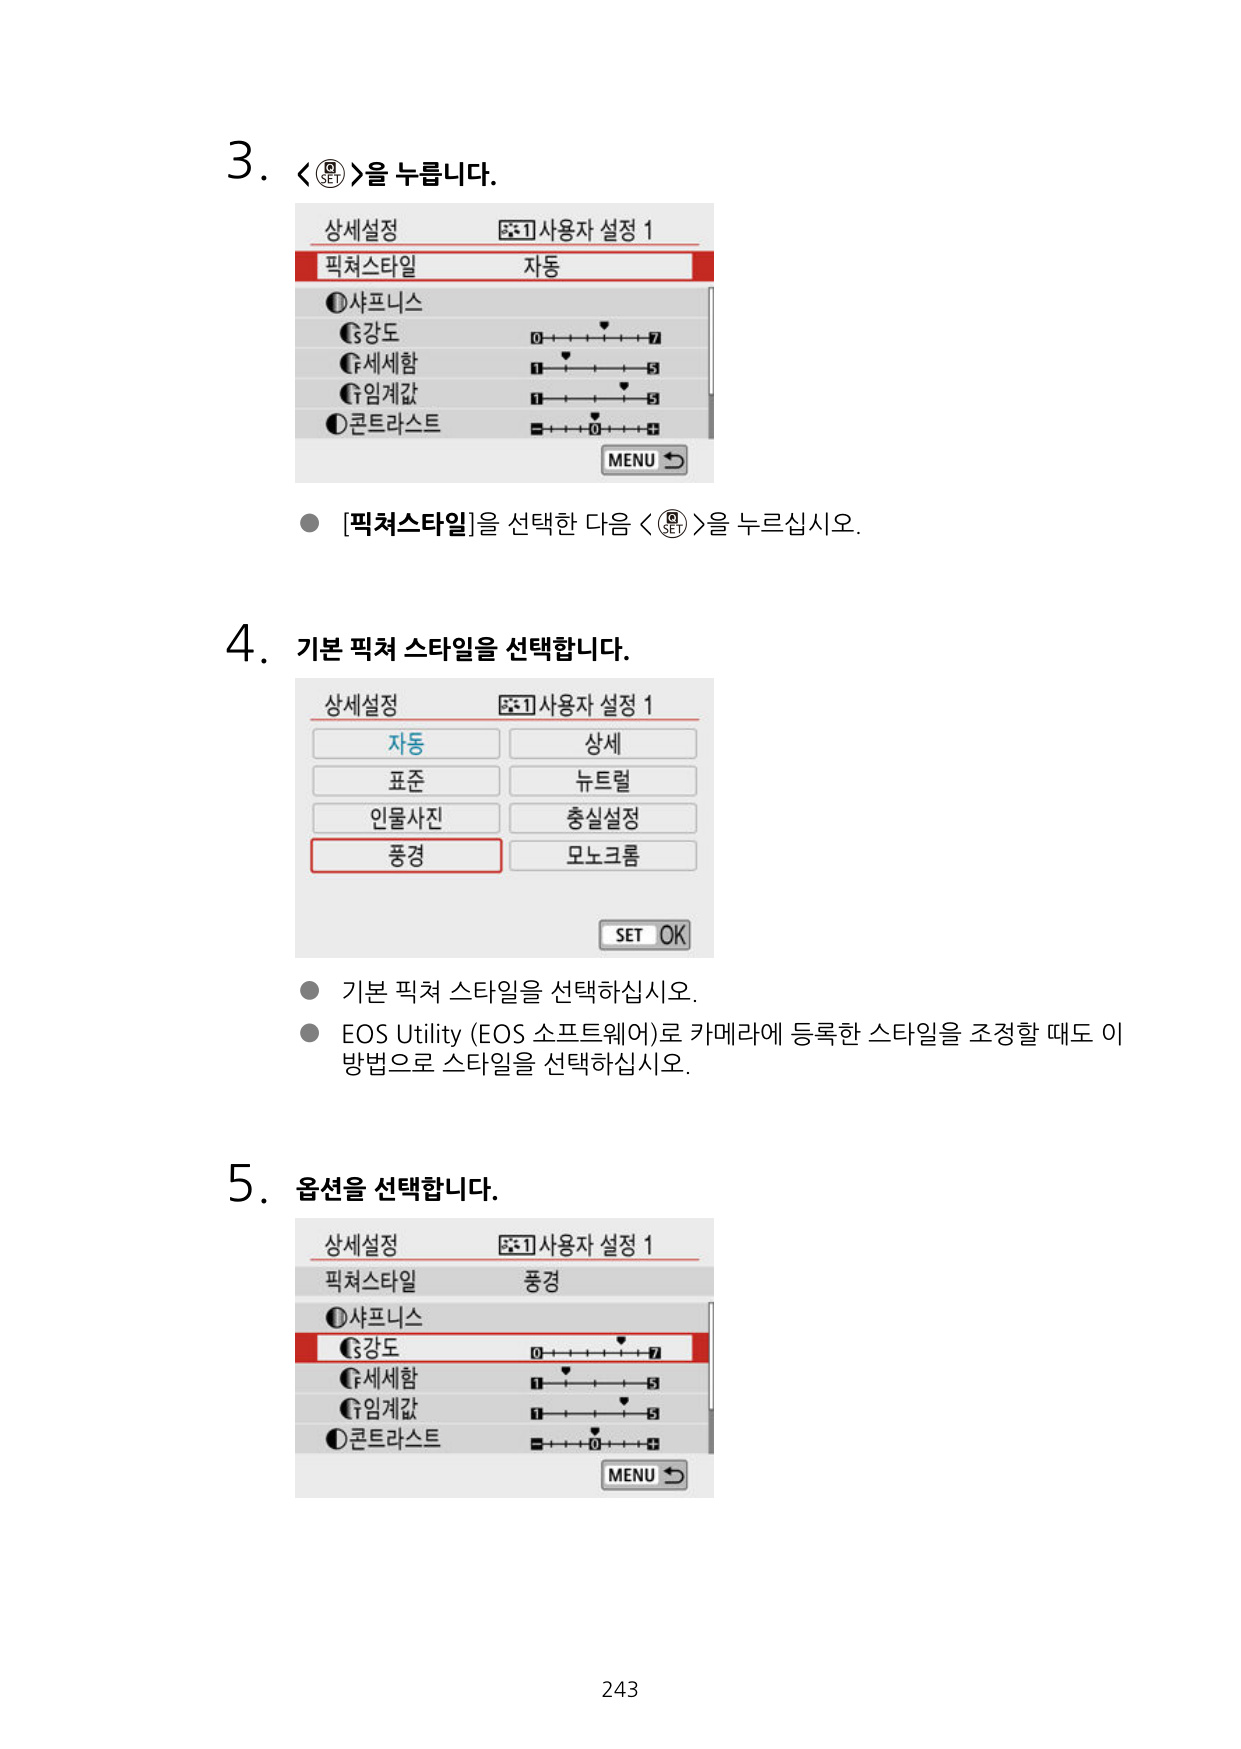 3. <SET>을 누릅니다.
상세설정 1 사용자 설정 1
픽쳐스타일 자동
샤프니스
S강도 0 7
F세세함 1 5
T임계값 1 5
콘트라스트 0
MENU
[픽쳐스타일]을 선택한 다음 <SET>을 누르십시오.
4. 기본 픽쳐 스타일을 선택합니다.
상세설정 1 사용자 설정 1
자동 상세
표준 뉴트럴
인물사진 충실설정
풍경 모노크롬
SET OK
● 기본 픽쳐 스타일을 선택하십시오.
● EOS Utility (EOS 소프트웨어)로 카메라에 등록한 스타일을 조정할 때도 이
방법으로 스타일을 선택하십시오.
5. 옵션을 선택합니다.
상세설정 1 사용자 설정 1
픽쳐스타일 풍경
샤프니스
S강도 0 7
F세세함 1 5
T임계값 1 5
콘트라스트 0
MENU
243